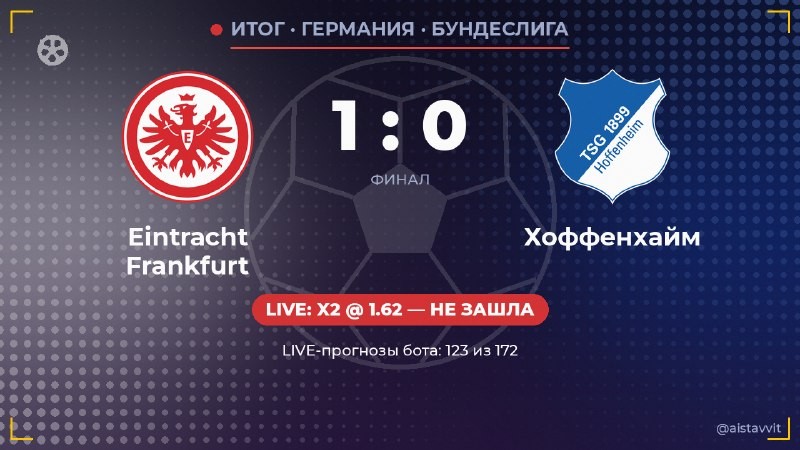 ИТОГ · ГЕРМАНИЯ · БУНДЕСЛИГА
1 : 0
ФИНАЛ
E
TSG 1899
Hoffenheim
Eintracht
Frankfurt
Хоффенхайм
LIVE: X2 @ 1.62 — НЕ ЗАШЛА
LIVE-прогнозы бота: 123 из 172
@aistavvit